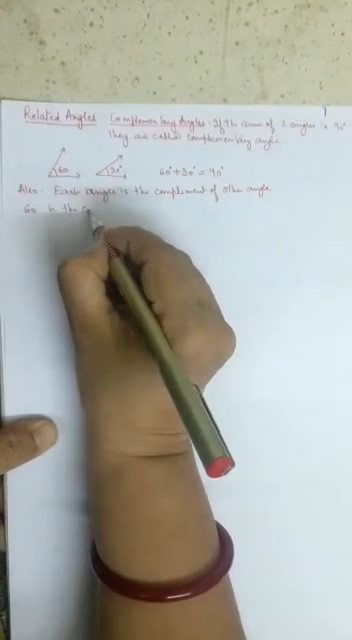 Related Angles Complementary Angles : If the sum of 2 angles is 90°
they are called complementary angle.
60° 30° 60° + 30° = 90°
Also : Each angle is the complement of other angle
60° is the